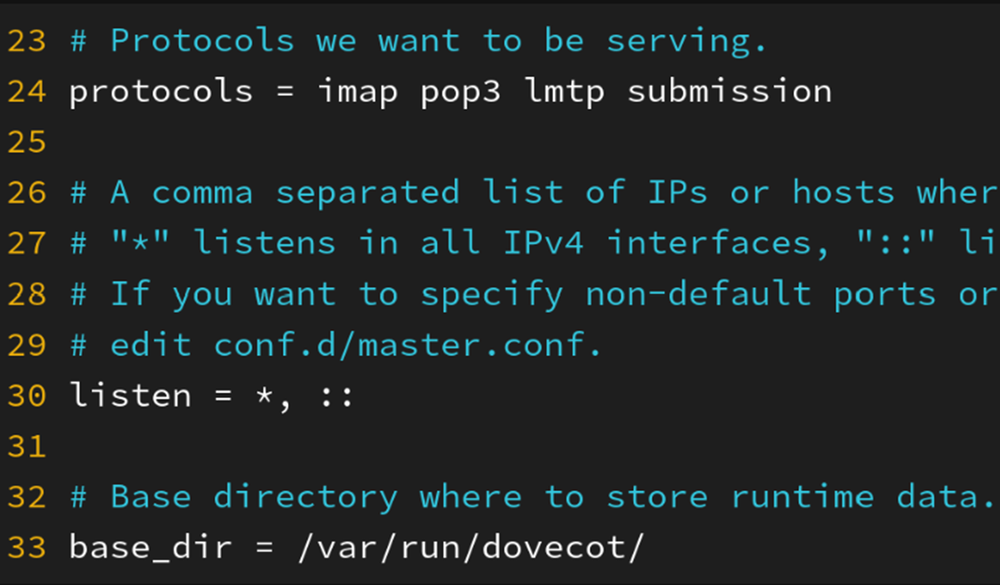 23 # Protocols we want to be serving.
24 protocols = imap pop3 lmtp submission
25
26 # A comma separated list of IPs or hosts wher
27 # "*" listens in all IPv4 interfaces, "::" li
28 # If you want to specify non-default ports or
29 # edit conf.d/master.conf.
30 listen = *, ::
31
32 # Base directory where to store runtime data.
33 base_dir = /var/run/dovecot/